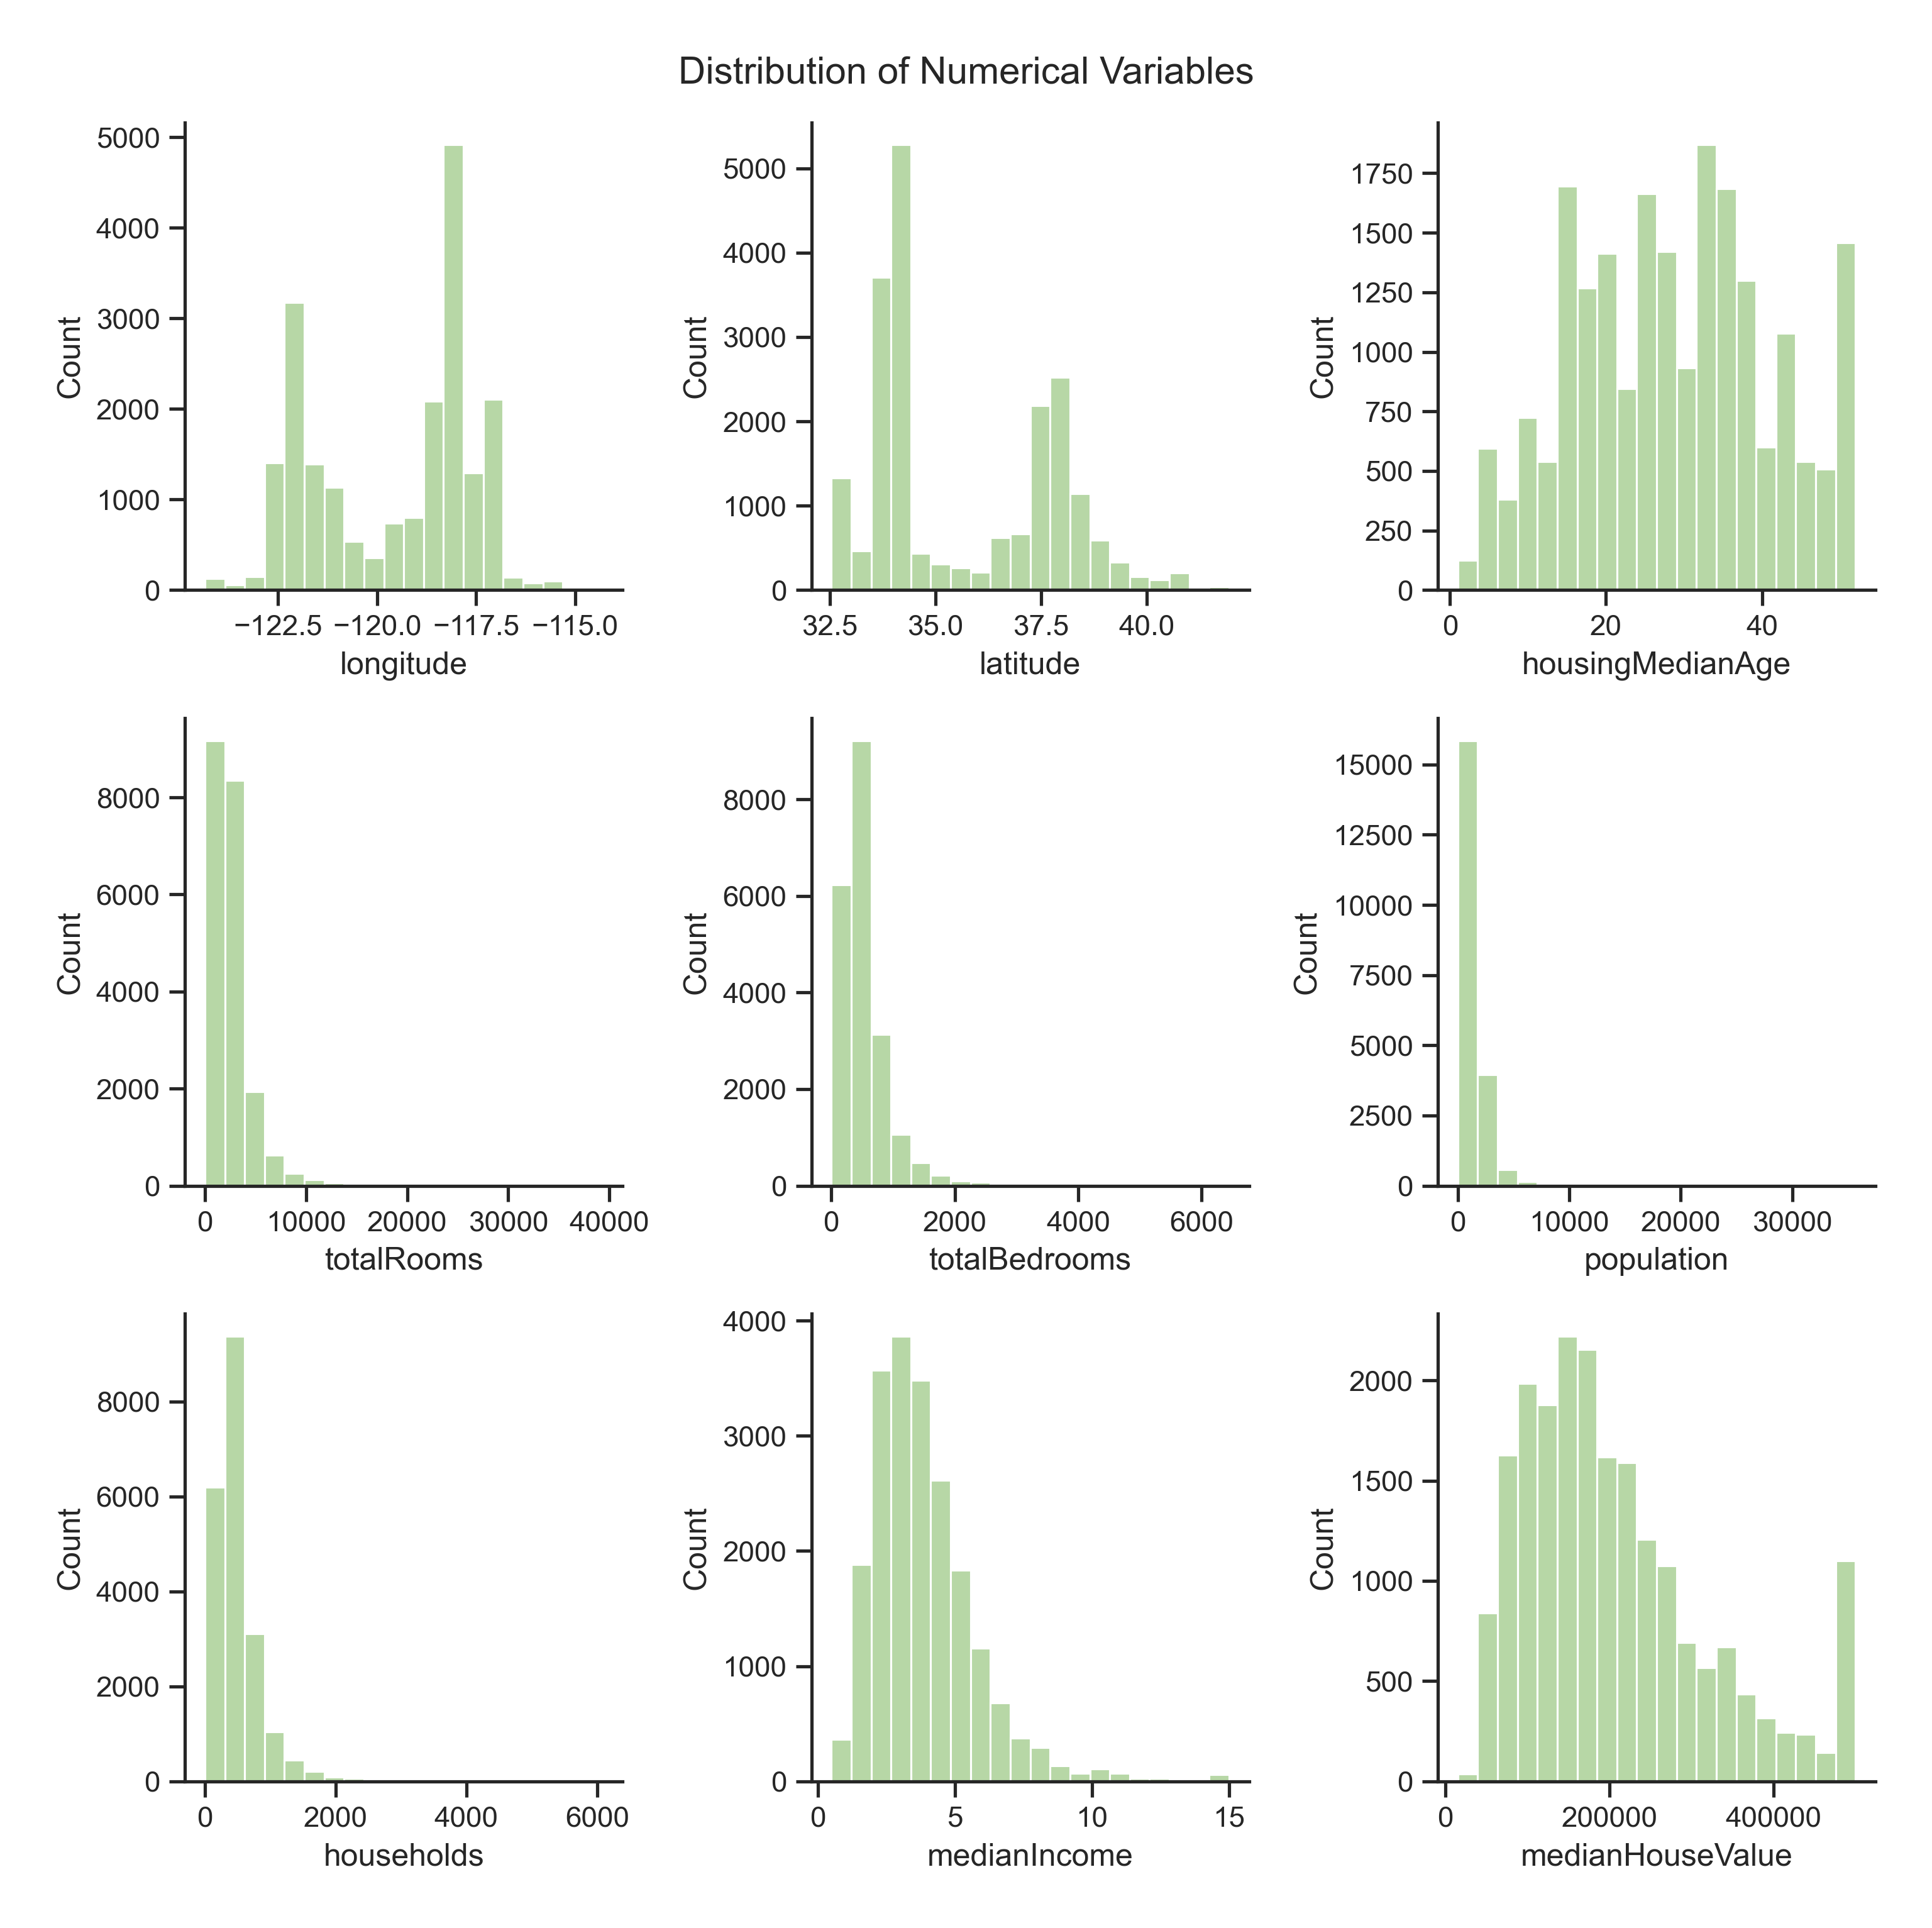 Distribution of Numerical Variables
5000
4000
3000
2000
1000
0
Count
−122.5 −120.0 −117.5 −115.0
longitude
5000
4000
3000
2000
1000
0
Count
32.5 35.0 37.5 40.0
latitude
1750
1500
1250
1000
750
500
250
0
Count
0 20 40
housingMedianAge
8000
6000
4000
2000
0
Count
0 10000 20000 30000 40000
totalRooms
8000
6000
4000
2000
0
Count
0 2000 4000 6000
totalBedrooms
15000
12500
10000
7500
5000
2500
0
Count
0 10000 20000 30000
population
8000
6000
4000
2000
0
Count
0 2000 4000 6000
households
4000
3000
2000
1000
0
Count
0 5 10 15
medianIncome
2000
1500
1000
500
0
Count
0 200000 400000
medianHouseValue